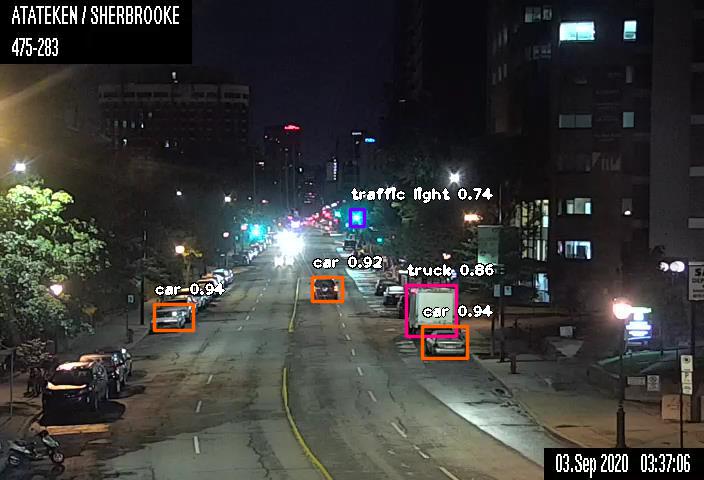 ATATEKEN / SHERBROOKE
475-283
traffic light 0.74
car 0.92
truck 0.86
car 0.94
car 0.94
03.Sep 2020 03:37:06